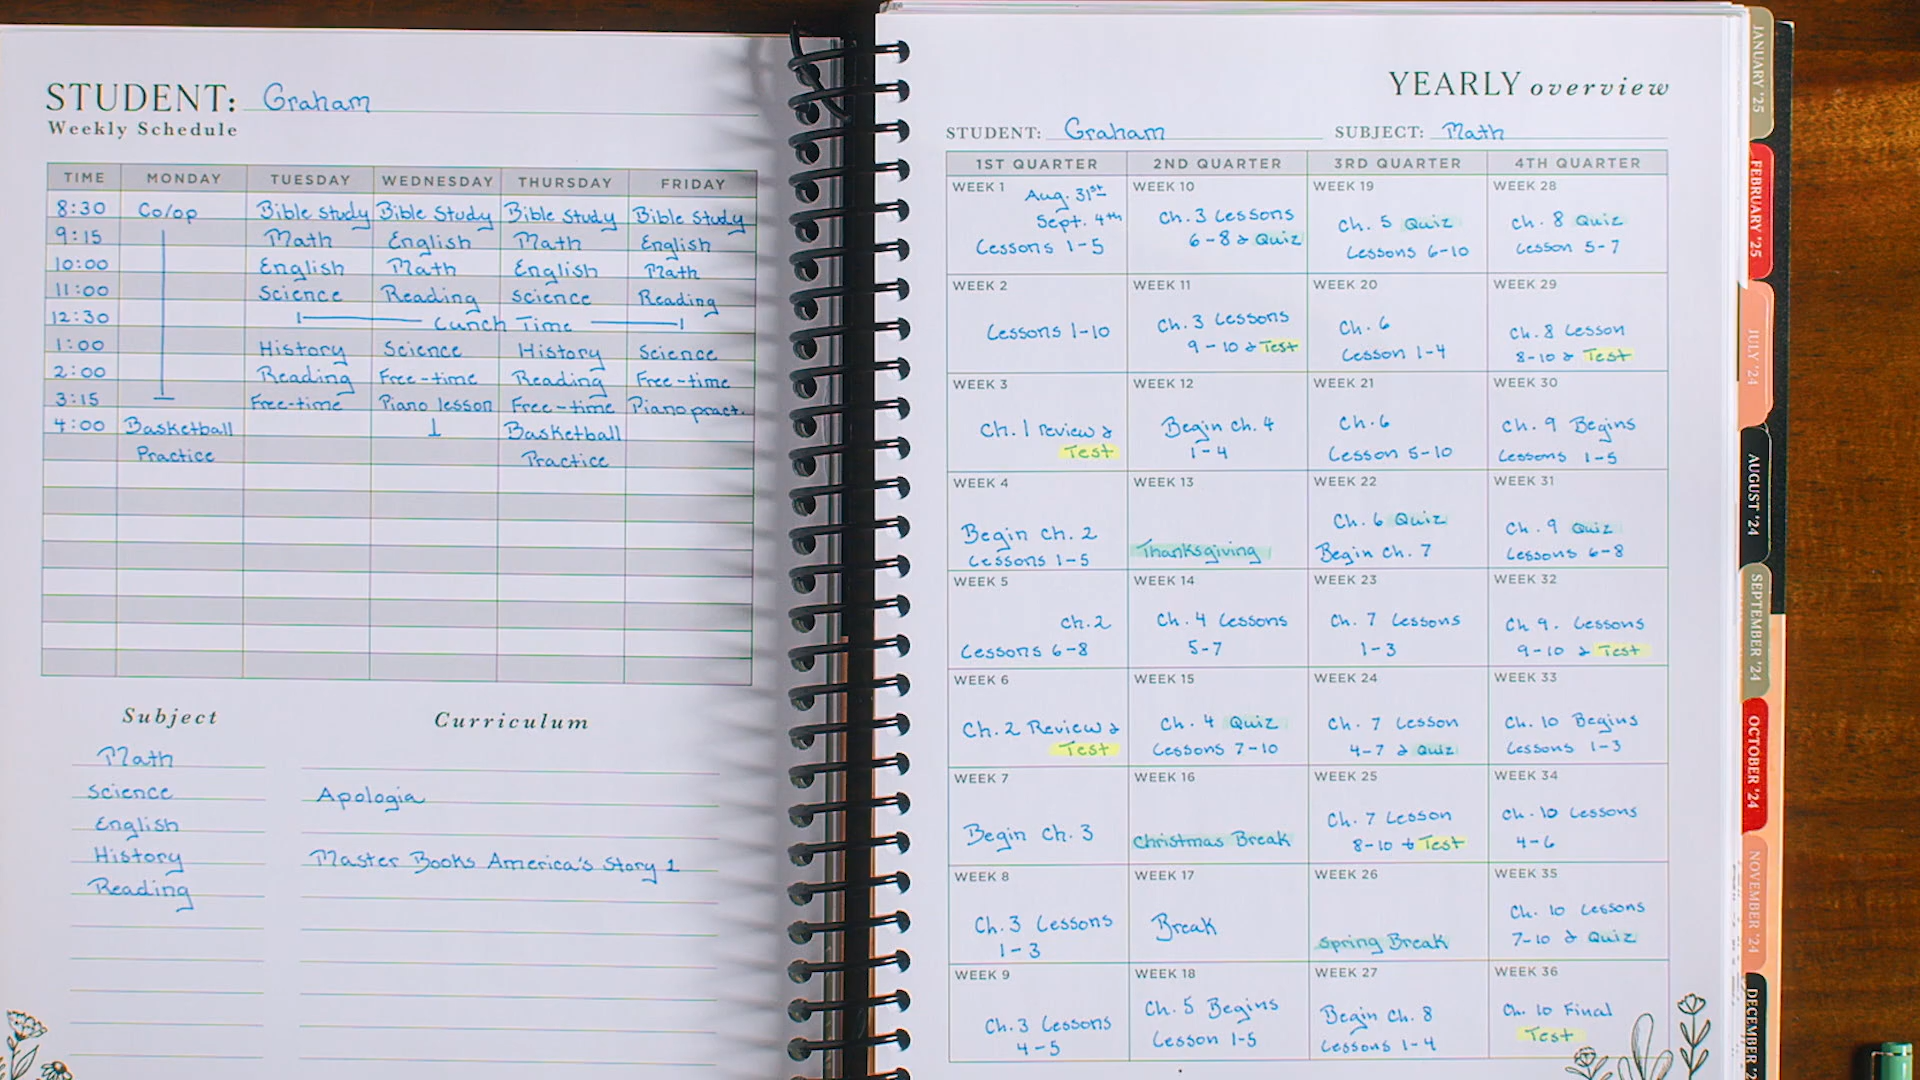 STUDENT: Graham
Weekly Schedule
TIME MONDAY TUESDAY WEDNESDAY THURSDAY FRIDAY
8:30 Co/op Bible Study Bible Study Bible Study Bible Study
9:15 Math English Math English
10:00 English Math English Math
11:00 Science Reading Science Reading
12:30 Lunch Time
1:00 History Science History Science
2:00 Reading Free-time Reading Free-time
3:15 Free-time Piano lesson Free-time Piano pract.
4:00 Basketball Basketball
Practice Practice
Subject Curriculum
Math
Science Apologia
English
History Master Books America's Story 1
Reading
YEARLY overview
STUDENT: Graham SUBJECT: Math
1ST QUARTER 2ND QUARTER 3RD QUARTER 4TH QUARTER
WEEK 1 Aug. 31st
Sept. 4th
Lessons 1-5
WEEK 10
Ch. 3 Lessons
6-8 & Quiz
WEEK 19
Ch. 5 Quiz
Lessons 6-10
WEEK 28
Ch. 8 Quiz
Lesson 5-7
WEEK 2
Lessons 1-10
WEEK 11
Ch. 3 Lessons
9-10 & Test
WEEK 20
Ch. 6
Lesson 1-4
WEEK 29
Ch. 8 Lesson
8-10 & Test
WEEK 3
Ch. 1 review &
Test
WEEK 12
Begin Ch. 4
1-4
WEEK 21
Ch. 6
Lesson 5-10
WEEK 30
Ch. 9 Begins
Lessons 1-5
WEEK 4
Begin Ch. 2
Lessons 1-5
WEEK 13
Thanksgiving
WEEK 22
Ch. 6 Quiz
Begin Ch. 7
WEEK 31
Ch. 9 Quiz
Lessons 6-8
WEEK 5
Ch. 2
Lessons 6-8
WEEK 14
Ch. 4 Lessons
5-7
WEEK 23
Ch. 7 Lessons
1-3
WEEK 32
Ch 9. Lessons
9-10 & Test
WEEK 6
Ch. 2 Review &
Test
WEEK 15
Ch. 4 Quiz
Lessons 7-10
WEEK 24
Ch. 7 Lesson
4-7 & Quiz
WEEK 33
Ch. 10 Begins
Lessons 1-3
WEEK 7
Begin Ch. 3
WEEK 16
Christmas Break
WEEK 25
Ch. 7 Lesson
8-10 & Test
WEEK 34
Ch. 10 Lessons
4-6
WEEK 8
Ch. 3 Lessons
1-3
WEEK 17
Break
WEEK 26
Spring Break
WEEK 35
Ch. 10 Lessons
7-10 & Quiz
WEEK 9
Ch. 3 Lessons
4-5
WEEK 18
Ch. 5 Begins
Lesson 1-5
WEEK 27
Begin Ch. 8
Lessons 1-4
WEEK 36
Ch. 10 Final
Test
JANUARY '25
FEBRUARY '25
JULY '24
AUGUST '24
SEPTEMBER '24
OCTOBER '24
NOVEMBER '24
DECEMBER '2